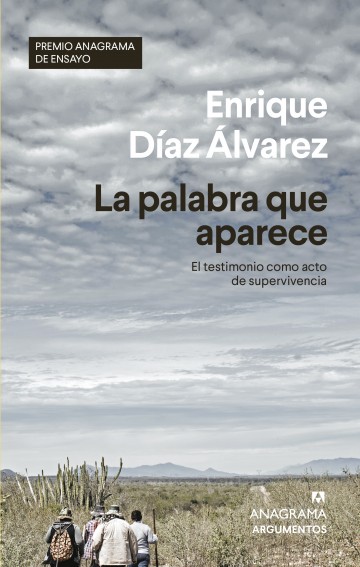 PREMIO ANAGRAMA
DE ENSAYO
Enrique
Díaz Álvarez
La palabra que
aparece
El testimonio como acto
de supervivencia
ANAGRAMA
ARGUMENTOS